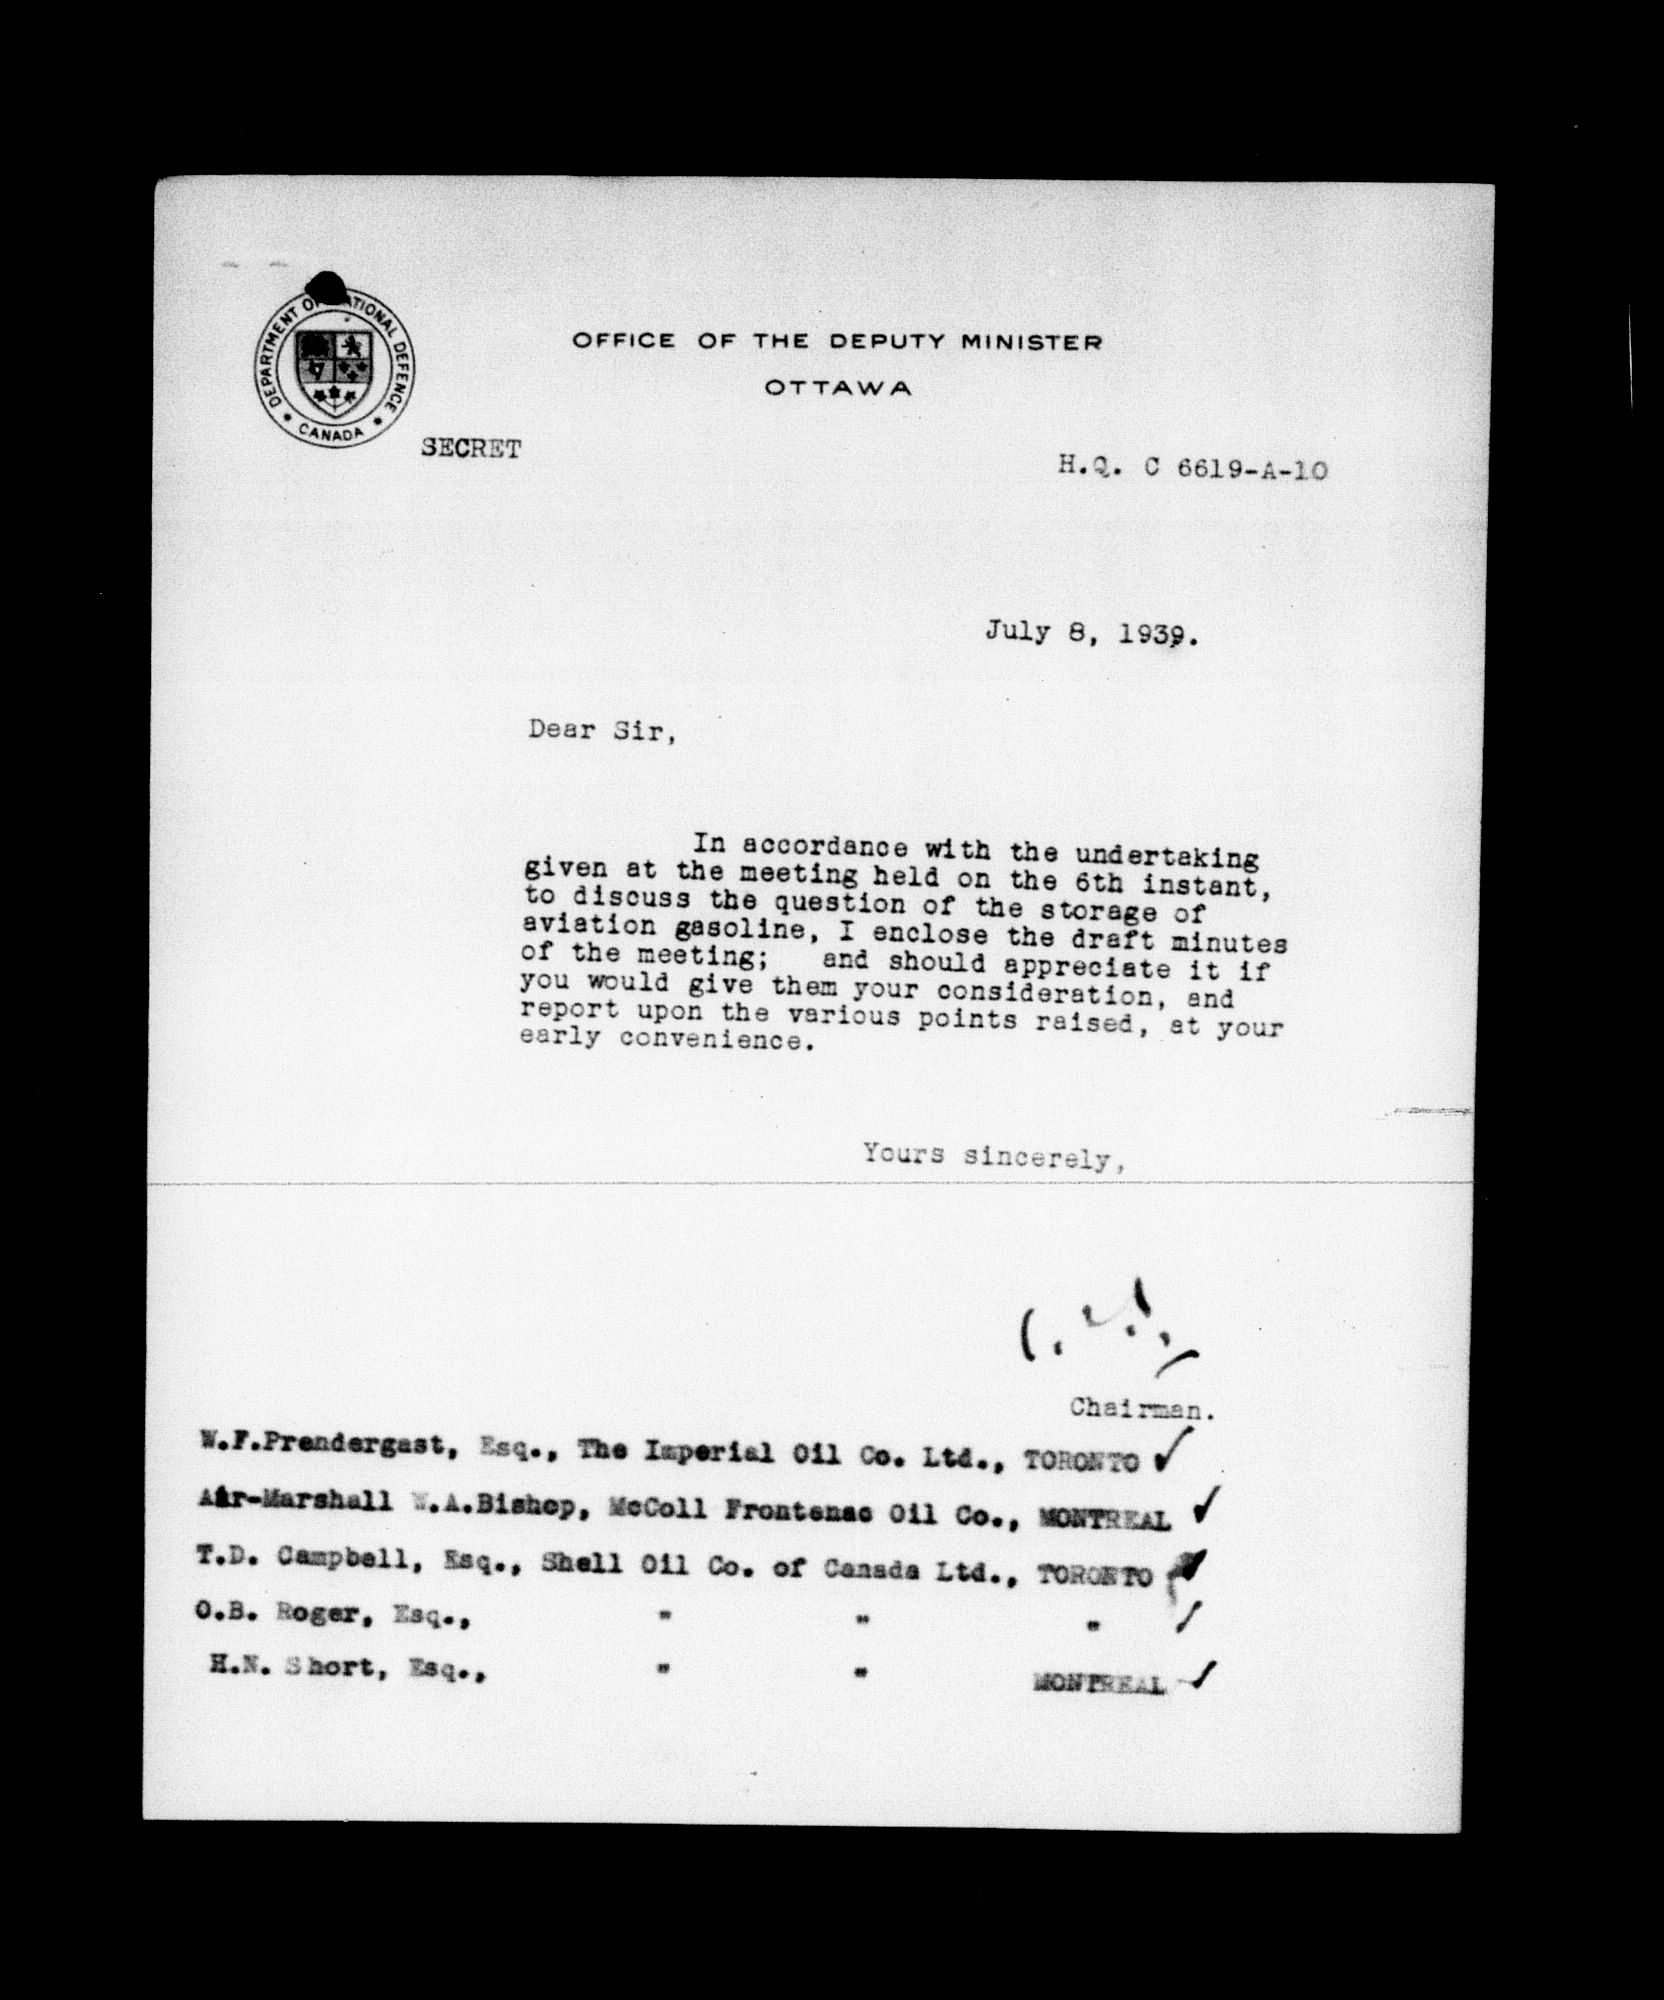 DEPARTMENT OF NATIONAL DEFENCE
CANADA
OFFICE OF THE DEPUTY MINISTER
OTTAWA
SECRET
H.Q. C 6619-A-10
July 8, 1939.
Dear Sir,
In accordance with the undertaking
given at the meeting held on the 6th instant,
to discuss the question of the storage of
aviation gasoline, I enclose the draft minutes
of the meeting; and should appreciate it if
you would give them your consideration, and
report upon the various points raised, at your
early convenience.
Yours sincerely,
Chairman.
W.F.Prendergast, Esq., The Imperial Oil Co. Ltd., TORONTO ✓
Air-Marshall W.A.Bishop, McColl Frontenac Oil Co., MONTREAL ✓
T.D. Campbell, Esq., Shell Oil Co. of Canada Ltd., TORONTO ✓
O.B. Roger, Esq., " " " ✓
H.N. Short, Esq., " " MONTREAL ✓